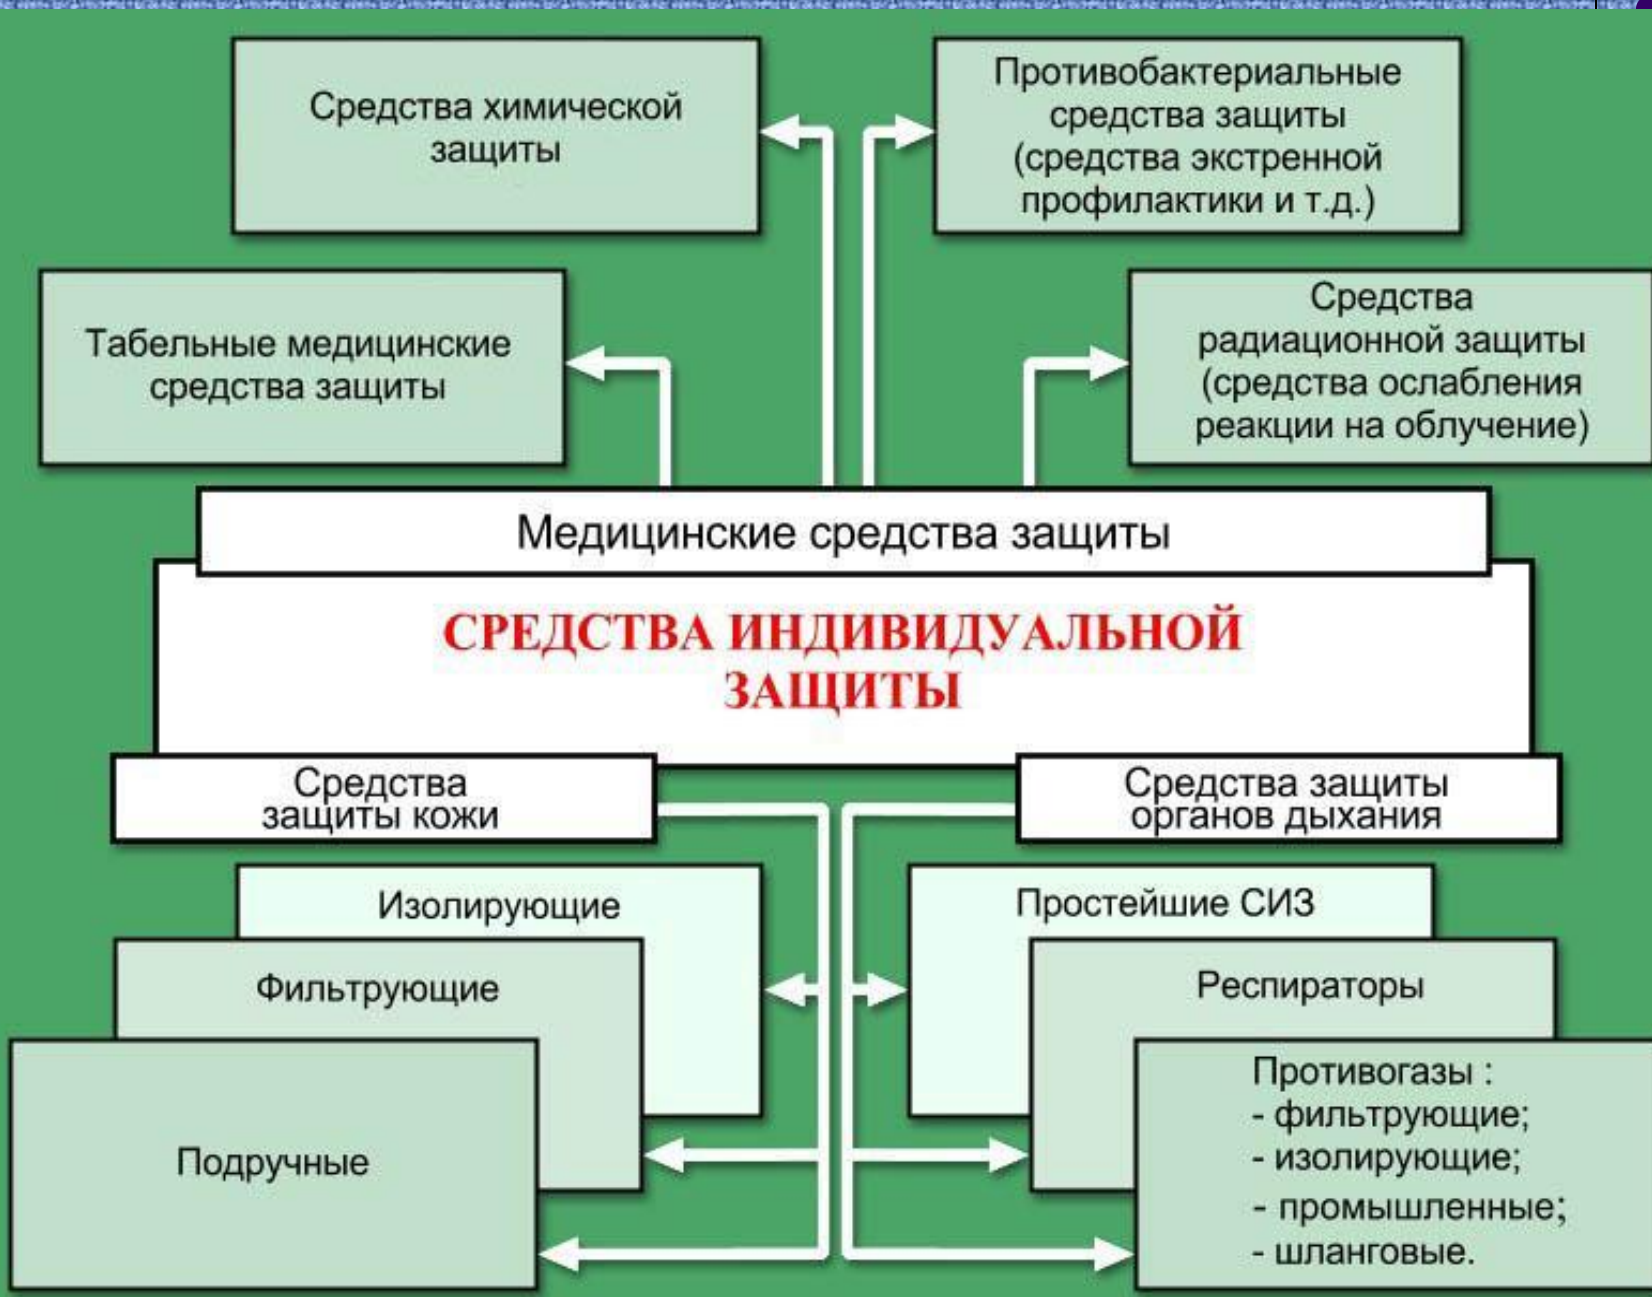 Средства химической
защиты
Противобактериальные
средства защиты
(средства экстренной
профилактики и т.д.)
Табельные медицинские
средства защиты
Средства
радиационной защиты
(средства ослабления
реакции на облучение)
Медицинские средства защиты
СРЕДСТВА ИНДИВИДУАЛЬНОЙ
ЗАЩИТЫ
Средства
защиты кожи
Средства защиты
органов дыхания
Изолирующие
Фильтрующие
Подручные
Простейшие СИЗ
Респираторы
Противогазы :
- фильтрующие;
- изолирующие;
- промышленные;
- шланговые.